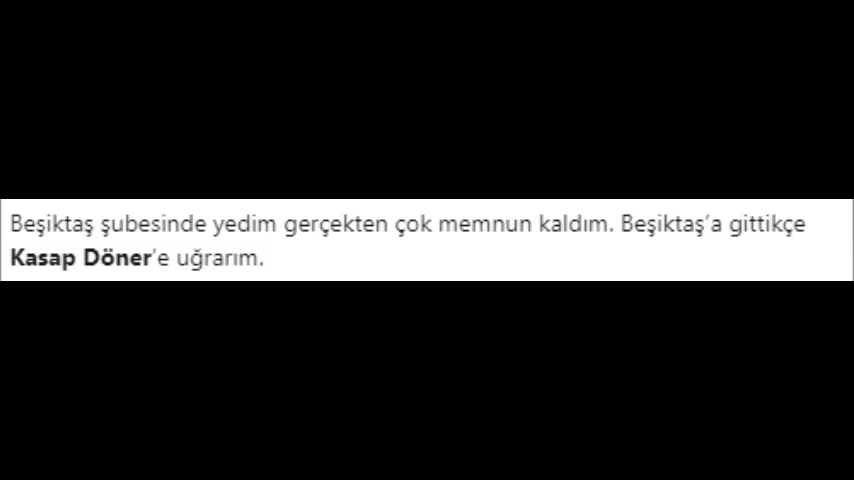 Beşiktaş şubesinde yedim gerçekten çok memnun kaldım. Beşiktaş’a gittikçe
Kasap Döner’e uğrarım.